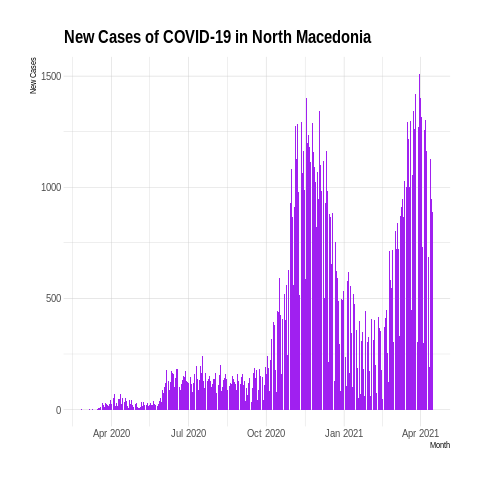 New Cases of COVID-19 in North Macedonia
New Cases
1500
1000
500
0
Apr 2020 Jul 2020 Oct 2020 Jan 2021 Apr 2021
Month